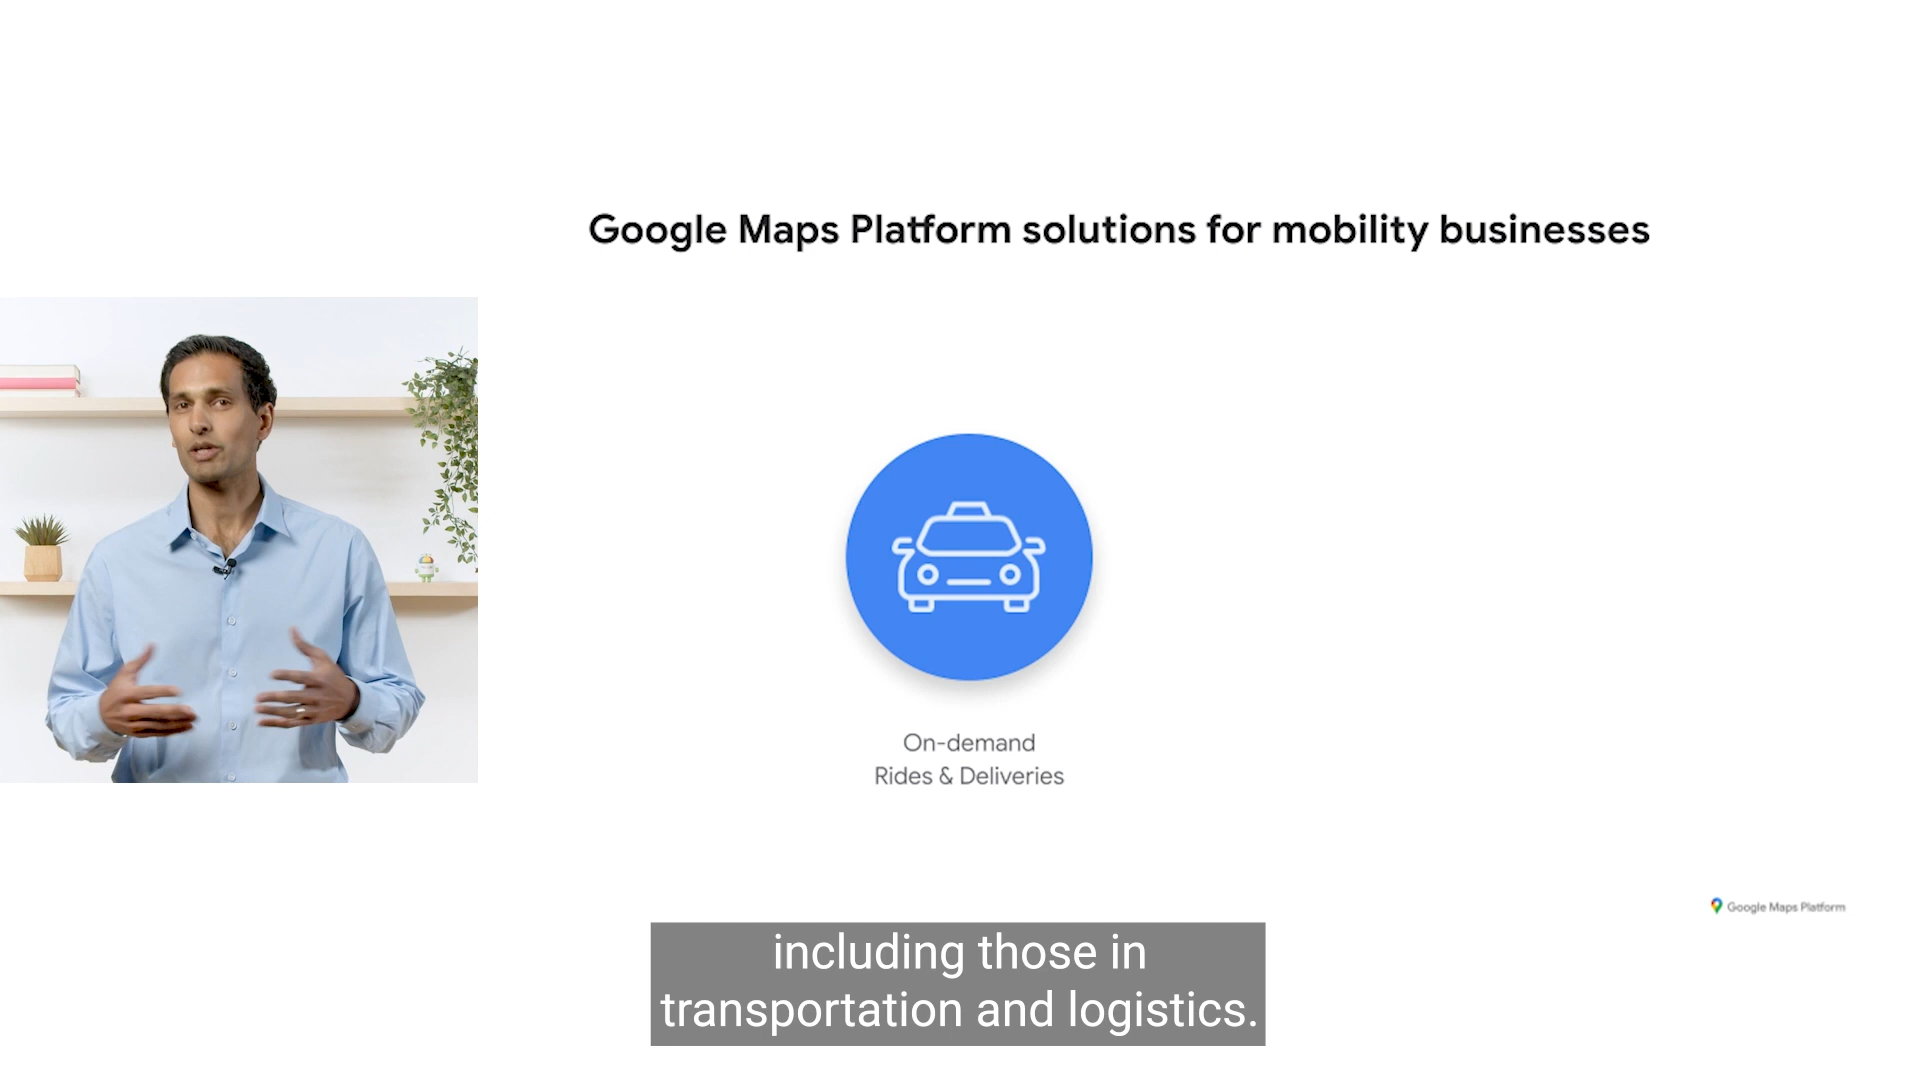 Google Maps Platform solutions for mobility businesses
On-demand
Rides & Deliveries
Google Maps Platform
including those in
transportation and logistics.